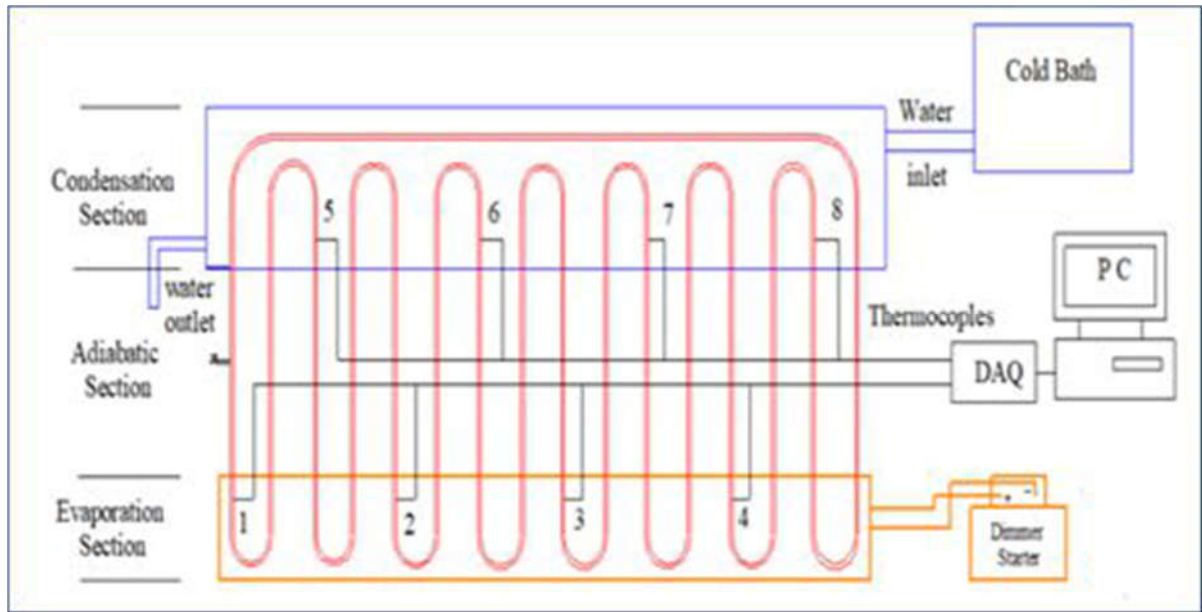 Cold Bath
Water
inlet
Condensation
Section
5
6
7
8
P C
water
outlet
Thermocouples
Adiabatic
Section
DAQ
Evaporation
Section
1
2
3
4
+ -
Dimmer
Starter